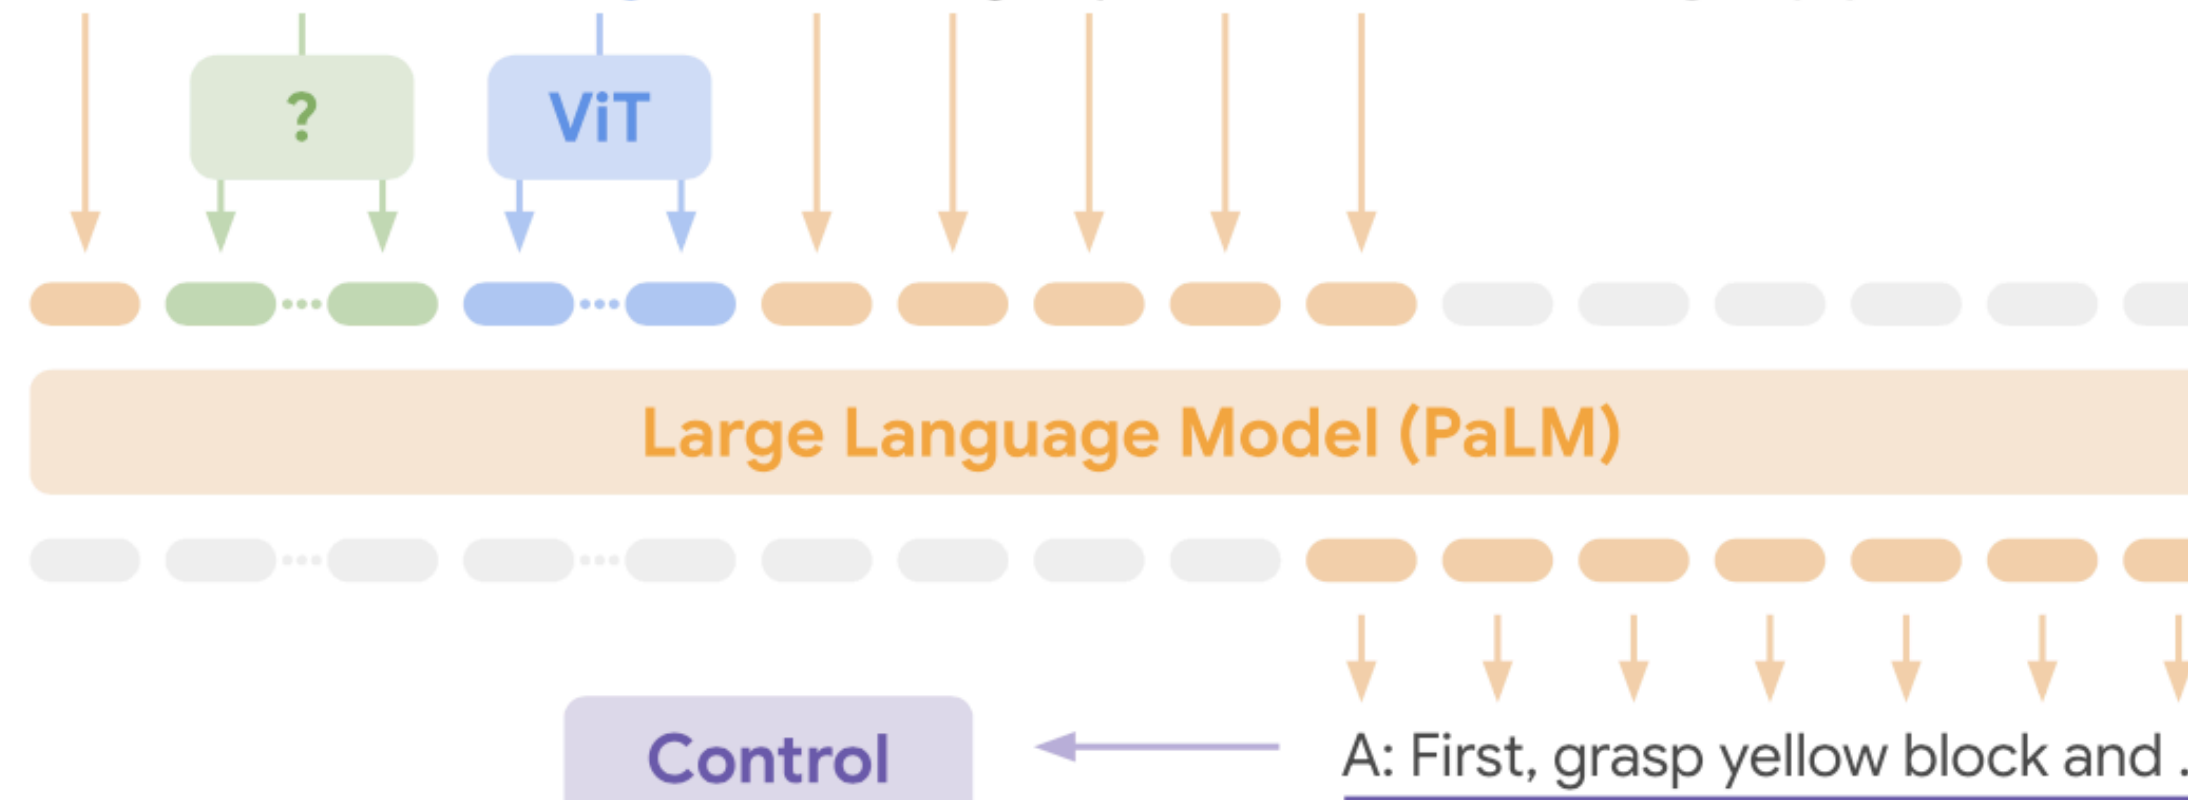 ?
ViT
Large Language Model (PaLM)
Control
A: First, grasp yellow block and .